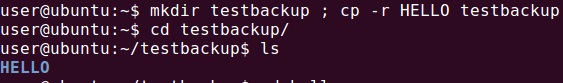 user@ubuntu:~$ mkdir testbackup ; cp -r HELLO testbackup
user@ubuntu:~$ cd testbackup/
user@ubuntu:~/testbackup$ ls
HELLO